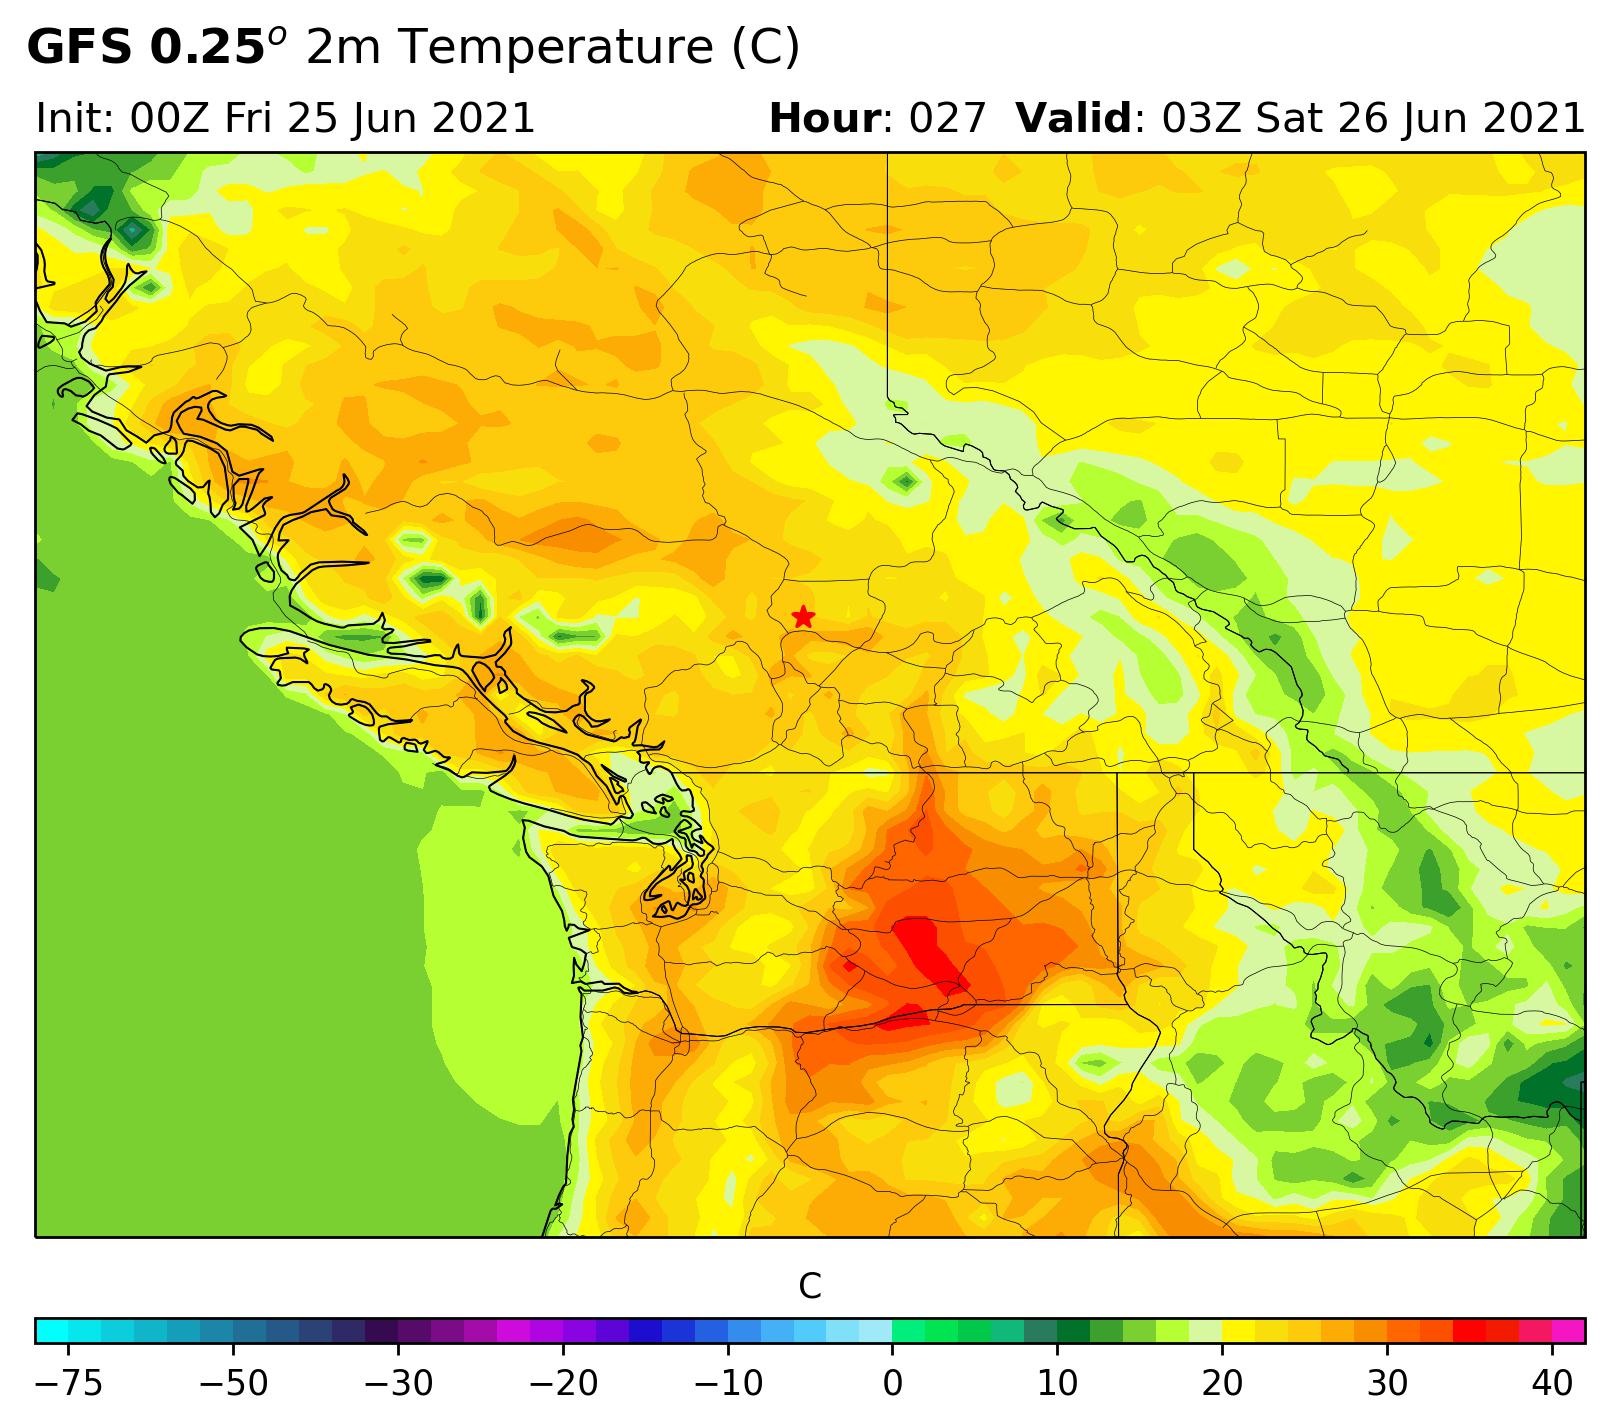 GFS 0.25° 2m Temperature (C)
Init: 00Z Fri 25 Jun 2021 Hour: 027 Valid: 03Z Sat 26 Jun 2021
C
−75 −50 −30 −20 −10 0 10 20 30 40